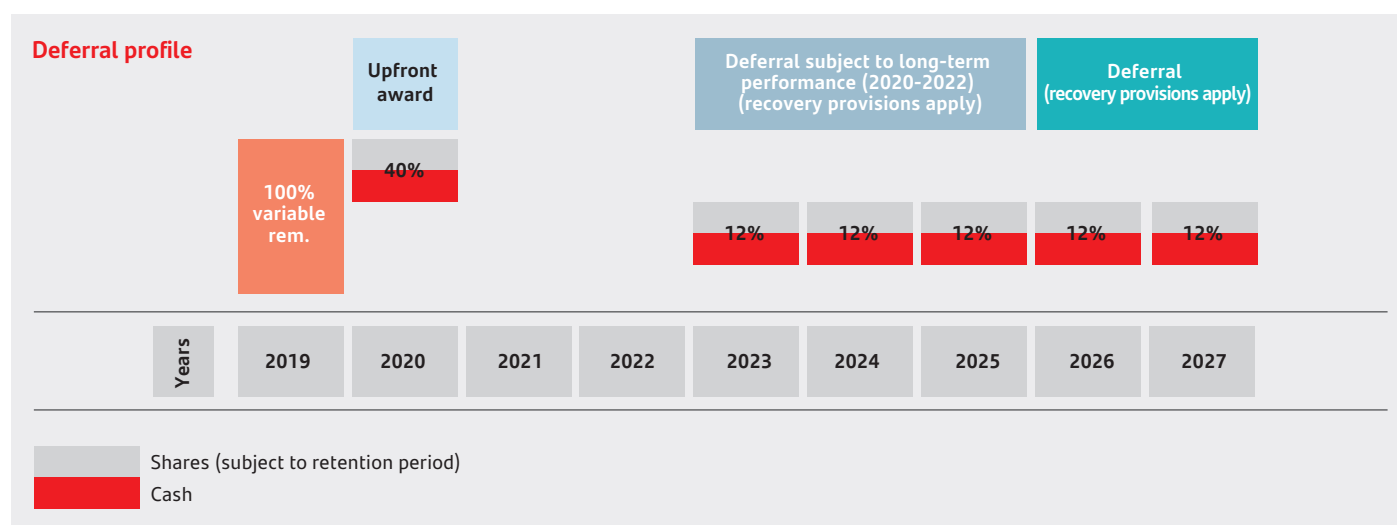 Deferral profile
Upfront
award
Deferral subject to long-term
performance (2020-2022)
(recovery provisions apply)
Deferral
(recovery provisions apply)
100%
variable
rem.
40%
12%
12%
12%
12%
12%
Years
2019
2020
2021
2022
2023
2024
2025
2026
2027
Shares (subject to retention period)
Cash